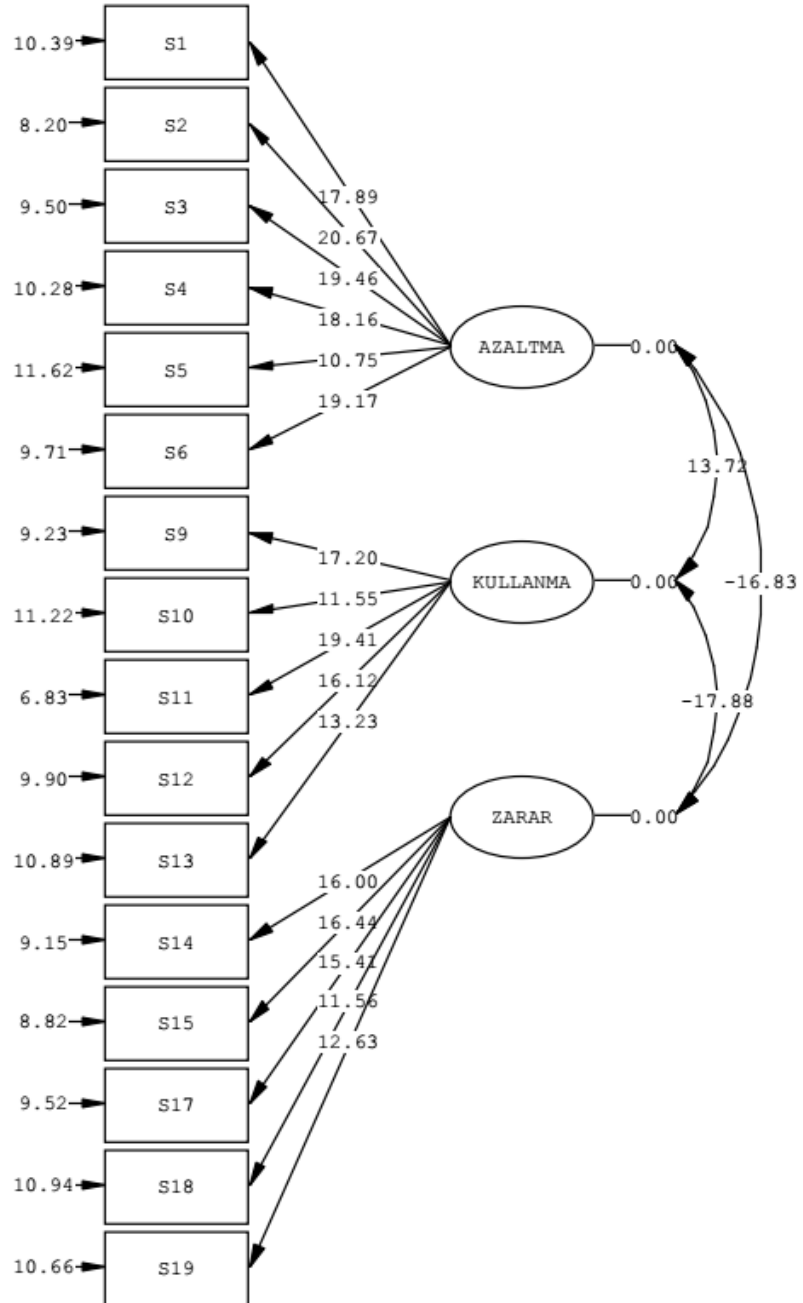 10.39 S1
8.20 S2
9.50 S3
10.28 S4
11.62 S5
9.71 S6
9.23 S9
11.22 S10
6.83 S11
9.90 S12
10.89 S13
9.15 S14
8.82 S15
9.52 S17
10.94 S18
10.66 S19
17.89
20.67
19.46
18.16
10.75
19.17
17.20
11.55
19.41
16.12
13.23
16.00
16.44
15.41
11.56
12.63
AZALTMA 0.00
KULLANMA 0.00
ZARAR 0.00
13.72
-16.83
-17.88